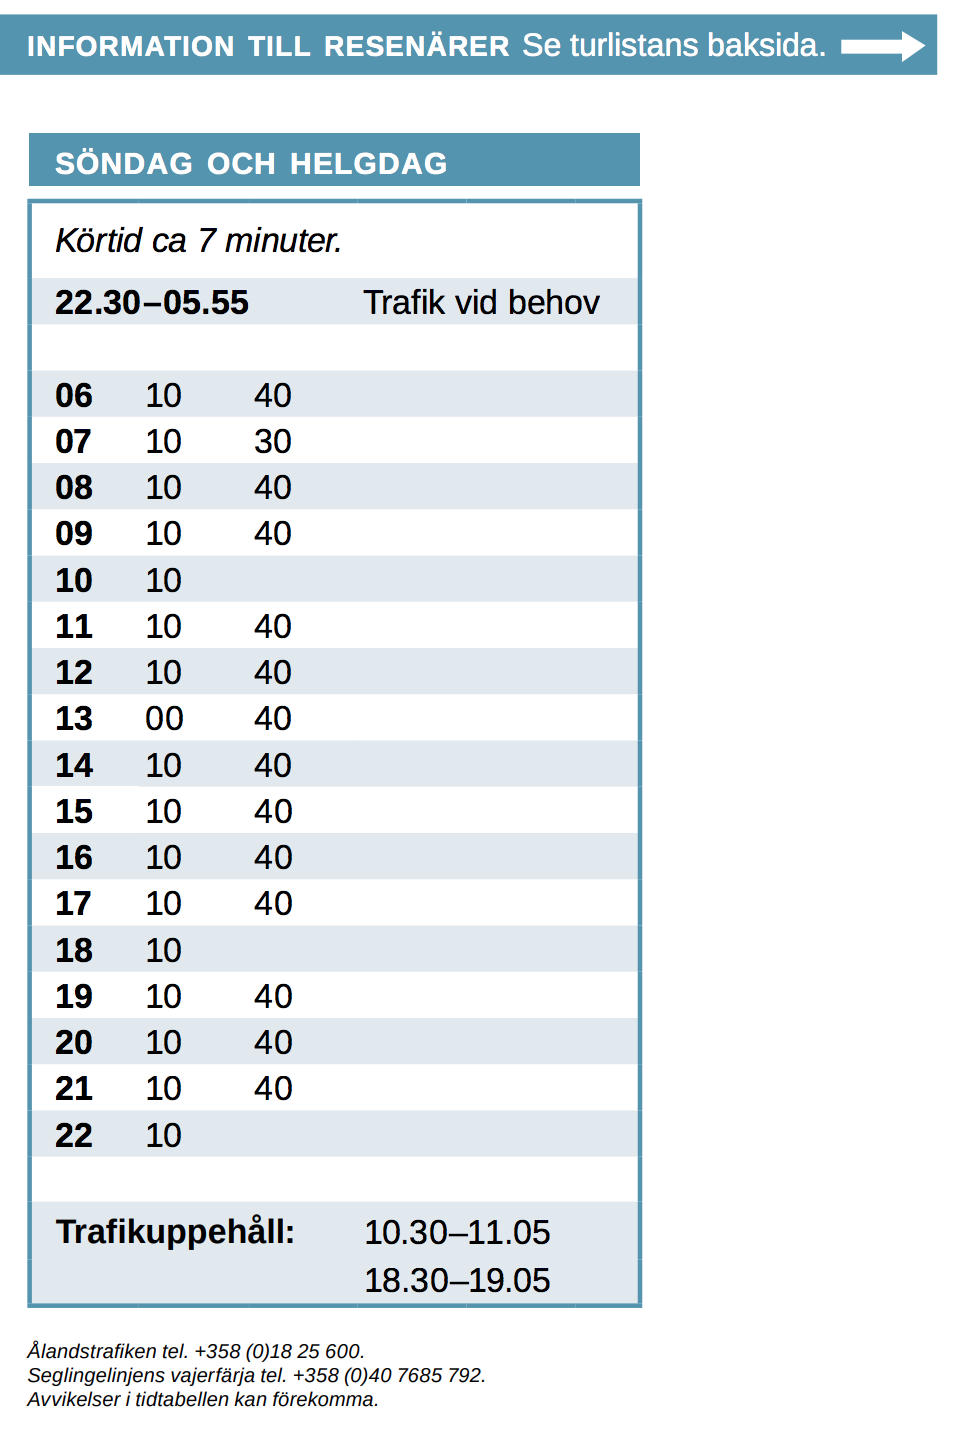 INFORMATION TILL RESENÄRER Se turlistans baksida.
SÖNDAG OCH HELGDAG
Körtid ca 7 minuter.
22.30–05.55 Trafik vid behov
06 10 40
07 10 30
08 10 40
09 10 40
10 10
11 10 40
12 10 40
13 00 40
14 10 40
15 10 40
16 10 40
17 10 40
18 10
19 10 40
20 10 40
21 10 40
22 10
Trafikuppehåll: 10.30–11.05
18.30–19.05
Ålandstrafiken tel. +358 (0)18 25 600.
Seglingelinjens vajerfärja tel. +358 (0)40 7685 792.
Avvikelser i tidtabellen kan förekomma.